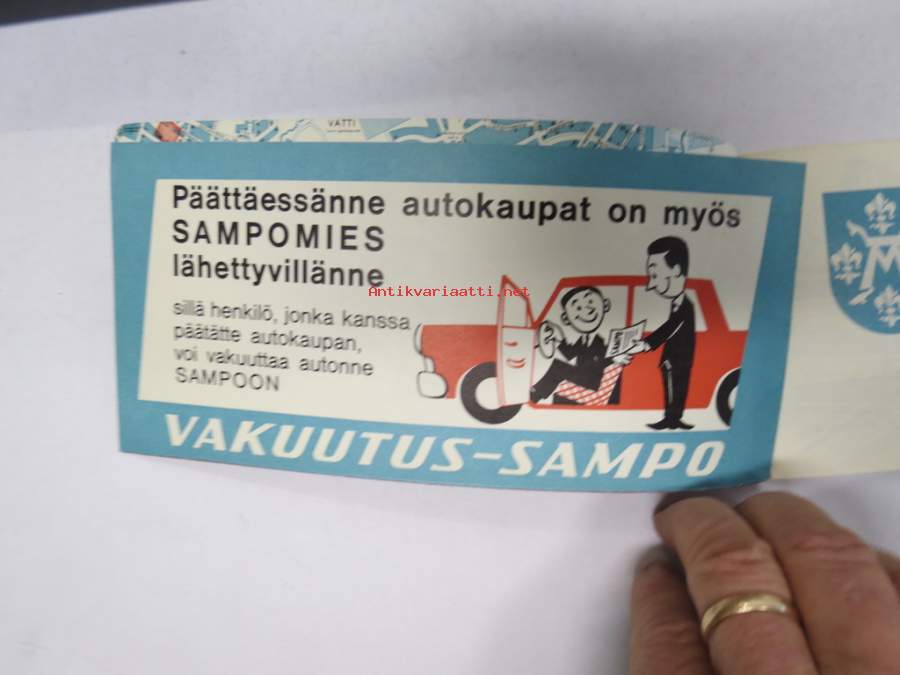 VATTI
Päättäessänne autokaupat on myös
SAMPOMIES
lähettyvillänne
Antikvariaatti.net
sillä henkilö, jonka kanssa
päätätte autokaupan,
voi vakuuttaa autonne
SAMPOON
VAKUUTUS-SAMPO
M